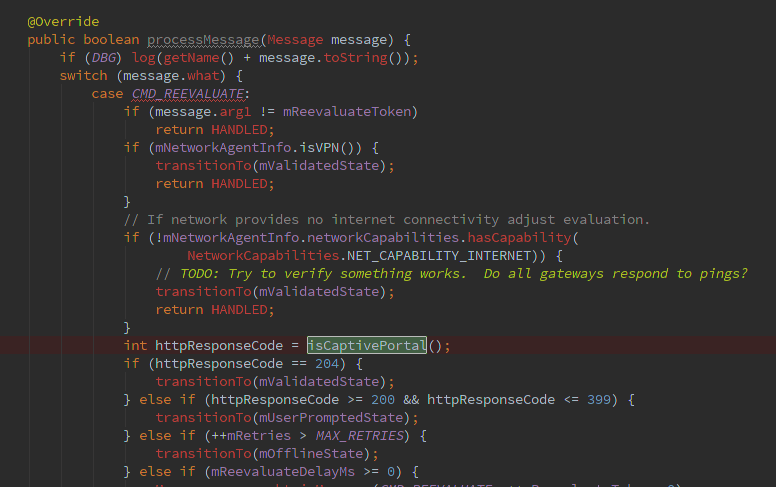 @Override
public boolean processMessage(Message message) {
if (DBG) log(getName() + message.toString());
switch (message.what) {
case CMD_REEVALUATE:
if (message.arg1 != mReevaluateToken)
return HANDLED;
if (mNetworkAgentInfo.isVPN()) {
transitionTo(mValidatedState);
return HANDLED;
}
// If network provides no internet connectivity adjust evaluation.
if (!mNetworkAgentInfo.networkCapabilities.hasCapability(
NetworkCapabilities.NET_CAPABILITY_INTERNET)) {
// TODO: Try to verify something works.  Do all gateways respond to pings?
transitionTo(mValidatedState);
return HANDLED;
}
int httpResponseCode = isCaptivePortal();
if (httpResponseCode == 204) {
transitionTo(mValidatedState);
} else if (httpResponseCode >= 200 && httpResponseCode <= 399) {
transitionTo(mUserPromptedState);
} else if (++mRetries > MAX_RETRIES) {
transitionTo(mOfflineState);
} else if (mReevaluateDelayMs >= 0) {